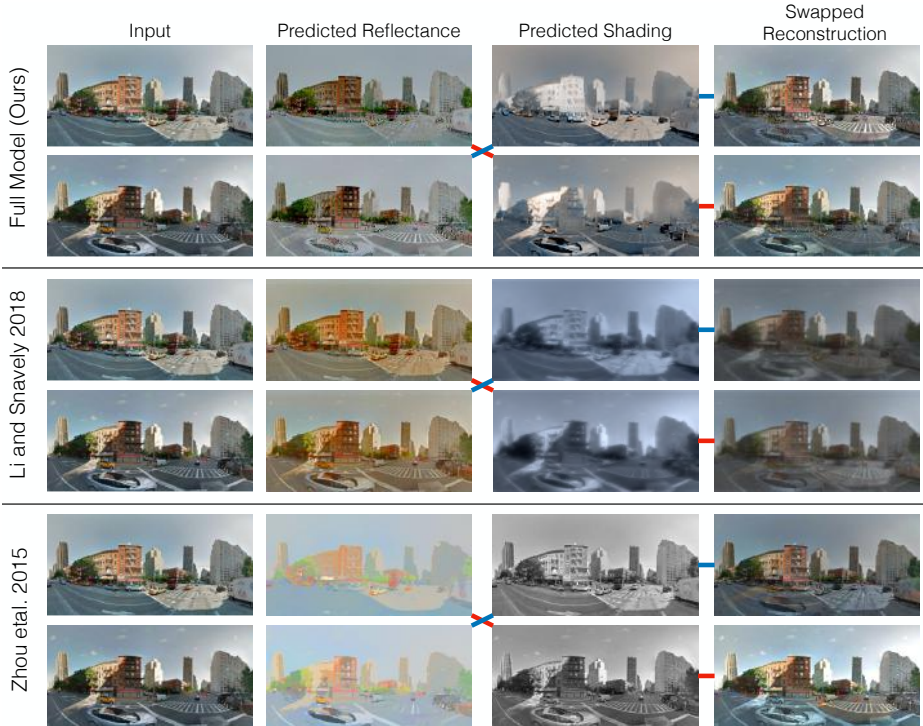 Input
Predicted Reflectance
Predicted Shading
Swapped
Reconstruction
Full Model (Ours)
Li and Snavely 2018
Zhou etal. 2015